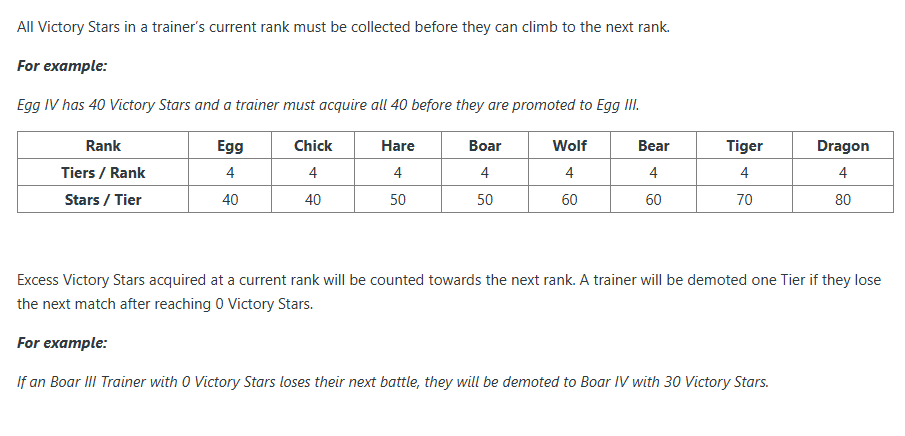 All Victory Stars in a trainer's current rank must be collected before they can climb to the next rank.
For example:
Egg IV has 40 Victory Stars and a trainer must acquire all 40 before they are promoted to Egg III.
Rank Egg Chick Hare Boar Wolf Bear Tiger Dragon
Tiers / Rank 4 4 4 4 4 4 4 4
Stars / Tier 40 40 50 50 60 60 70 80
Excess Victory Stars acquired at a current rank will be counted towards the next rank. A trainer will be demoted one Tier if they lose
the next match after reaching 0 Victory Stars.
For example:
If an Boar III Trainer with 0 Victory Stars loses their next battle, they will be demoted to Boar IV with 30 Victory Stars.